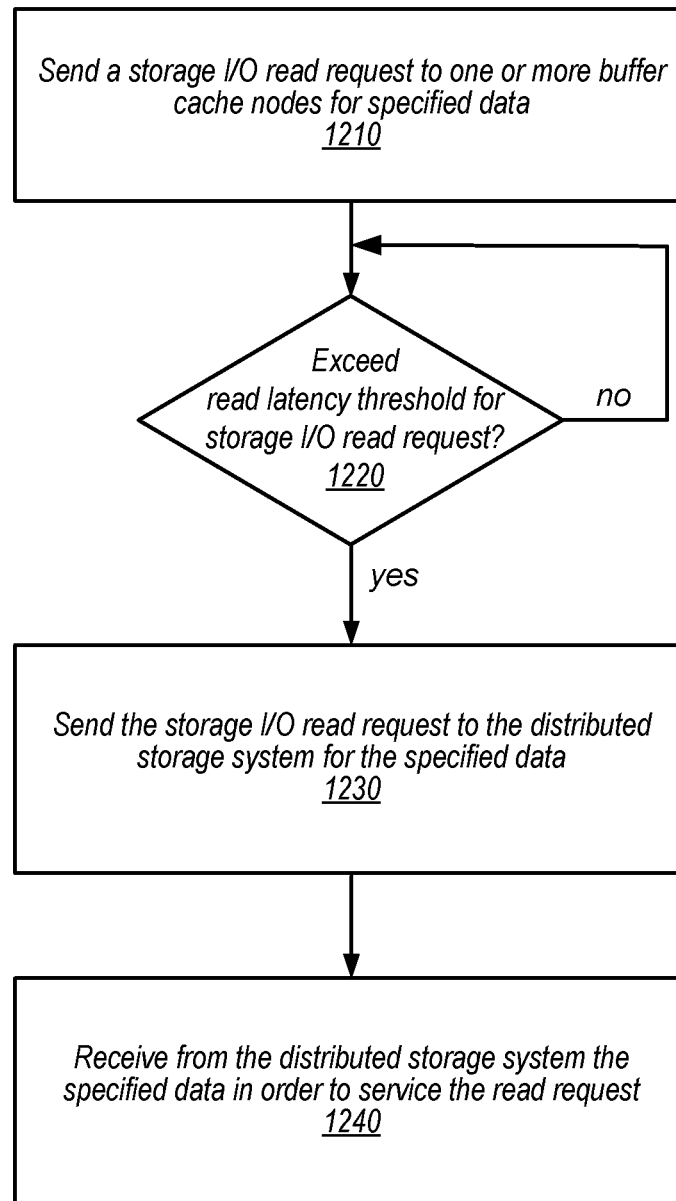 Send a storage I/O read request to one or more buffer
cache nodes for specified data
1210
Exceed
read latency threshold for
storage I/O read request?
1220
no
yes
Send the storage I/O read request to the distributed
storage system for the specified data
1230
Receive from the distributed storage system the
specified data in order to service the read request
1240